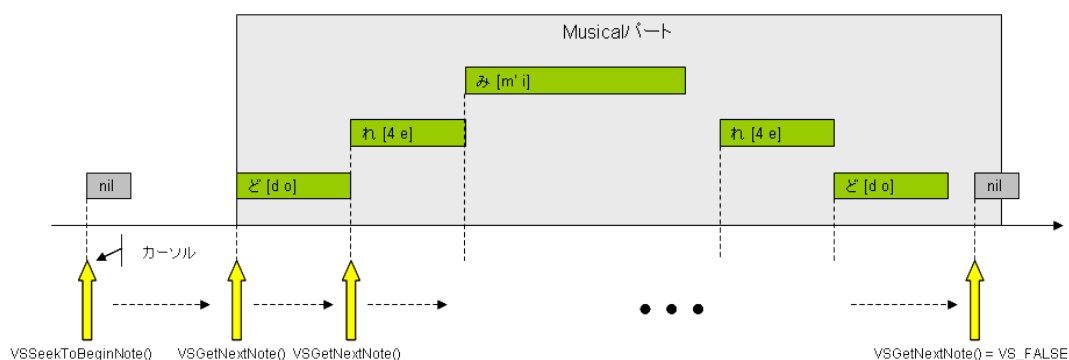 Musicalパート
み [m' i]
れ [4 e]
れ [4 e]
nil
ど [d o]
ど [d o]
nil
カーソル
VSSeekToBeginNote()
VSGetNextNote()
VSGetNextNote()
VSGetNextNote() = VS_FALSE